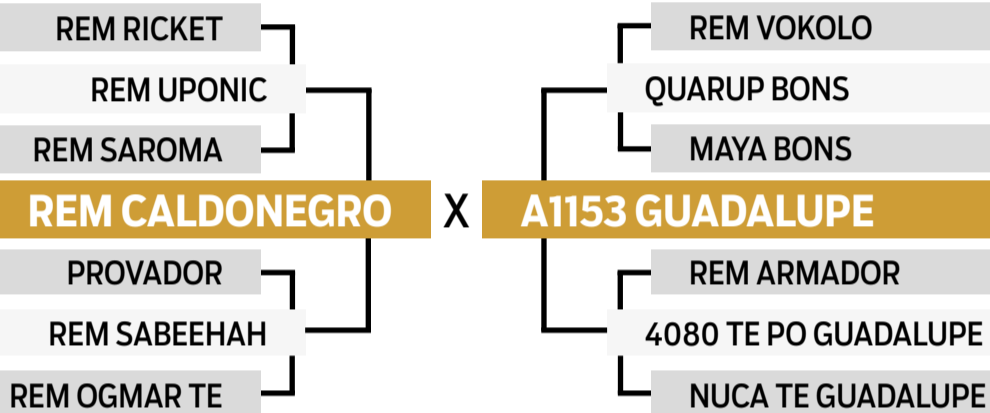 REM RICKET
REM VOKOLO
REM UPONIC
QUARUP BONS
REM SAROMA
MAYA BONS
REM CALDONEGRO X A1153 GUADALUPE
PROVADOR
REM ARMADOR
REM SABEEHAH
4080 TE PO GUADALUPE
REM OGMAR TE
NUCA TE GUADALUPE